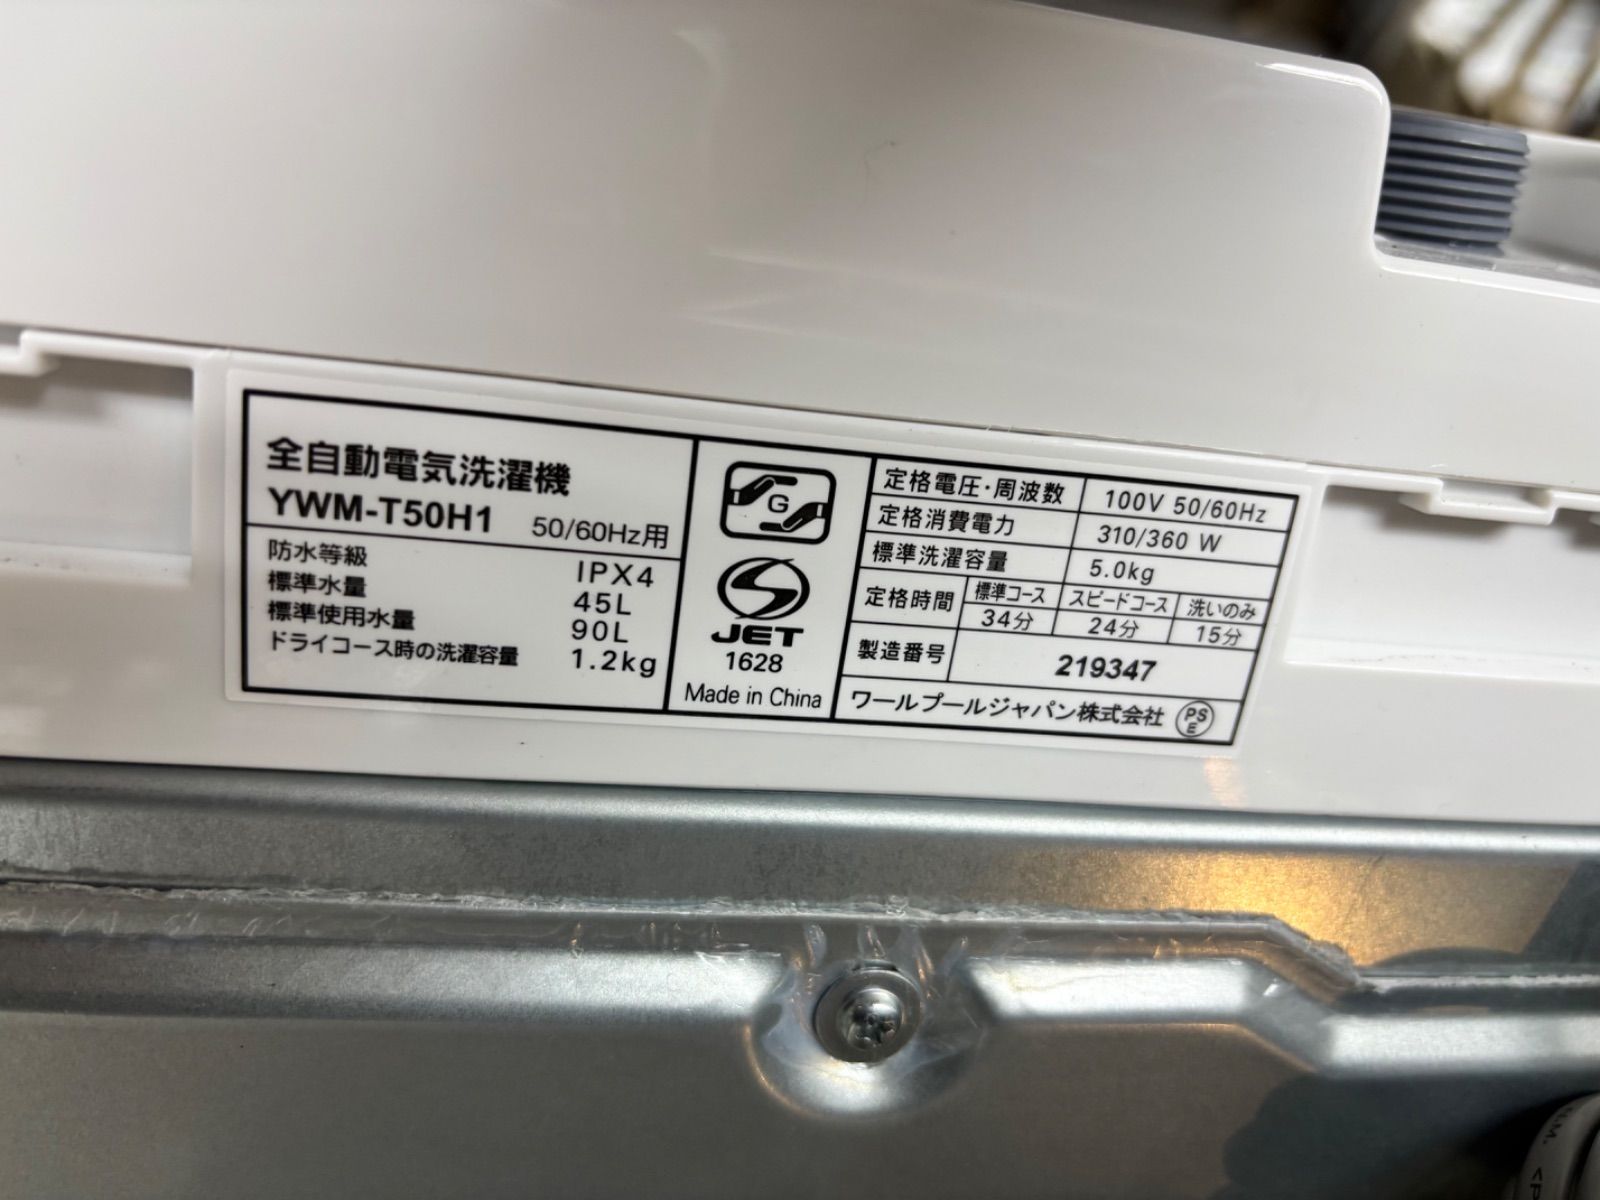 全自動電気洗濯機
YWM-T50H1 50/60Hz用
防水等級 IPX4
標準水量 45L
標準使用水量 90L
ドライコース時の洗濯容量 1.2kg
G
S
JET
1628
Made in China
定格電圧・周波数 100V 50/60Hz
定格消費電力 310/360 W
標準洗濯容量 5.0kg
定格時間 標準コース スピードコース 洗いのみ
34分 24分 15分
製造番号 219347
ワールプールジャパン株式会社 PSE